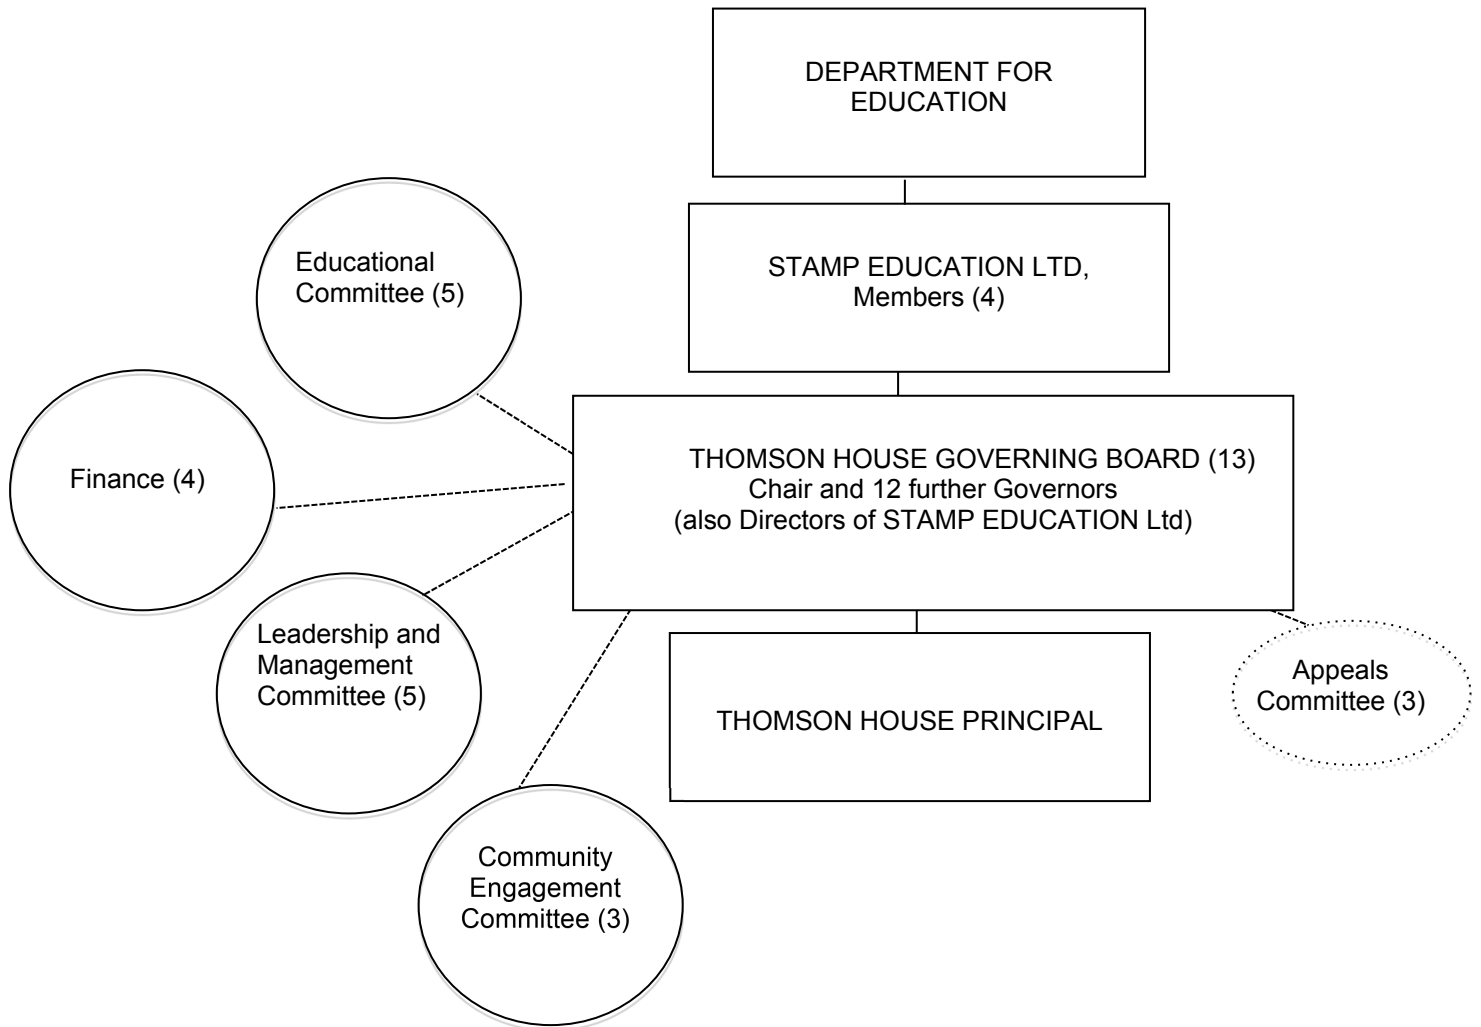 DEPARTMENT FOR
EDUCATION
STAMP EDUCATION LTD,
Members (4)
Educational
Committee (5)
Finance (4)
THOMSON HOUSE GOVERNING BOARD (13)
Chair and 12 further Governors
(also Directors of STAMP EDUCATION Ltd)
Leadership and
Management
Committee (5)
THOMSON HOUSE PRINCIPAL
Appeals
Committee (3)
Community
Engagement
Committee (3)